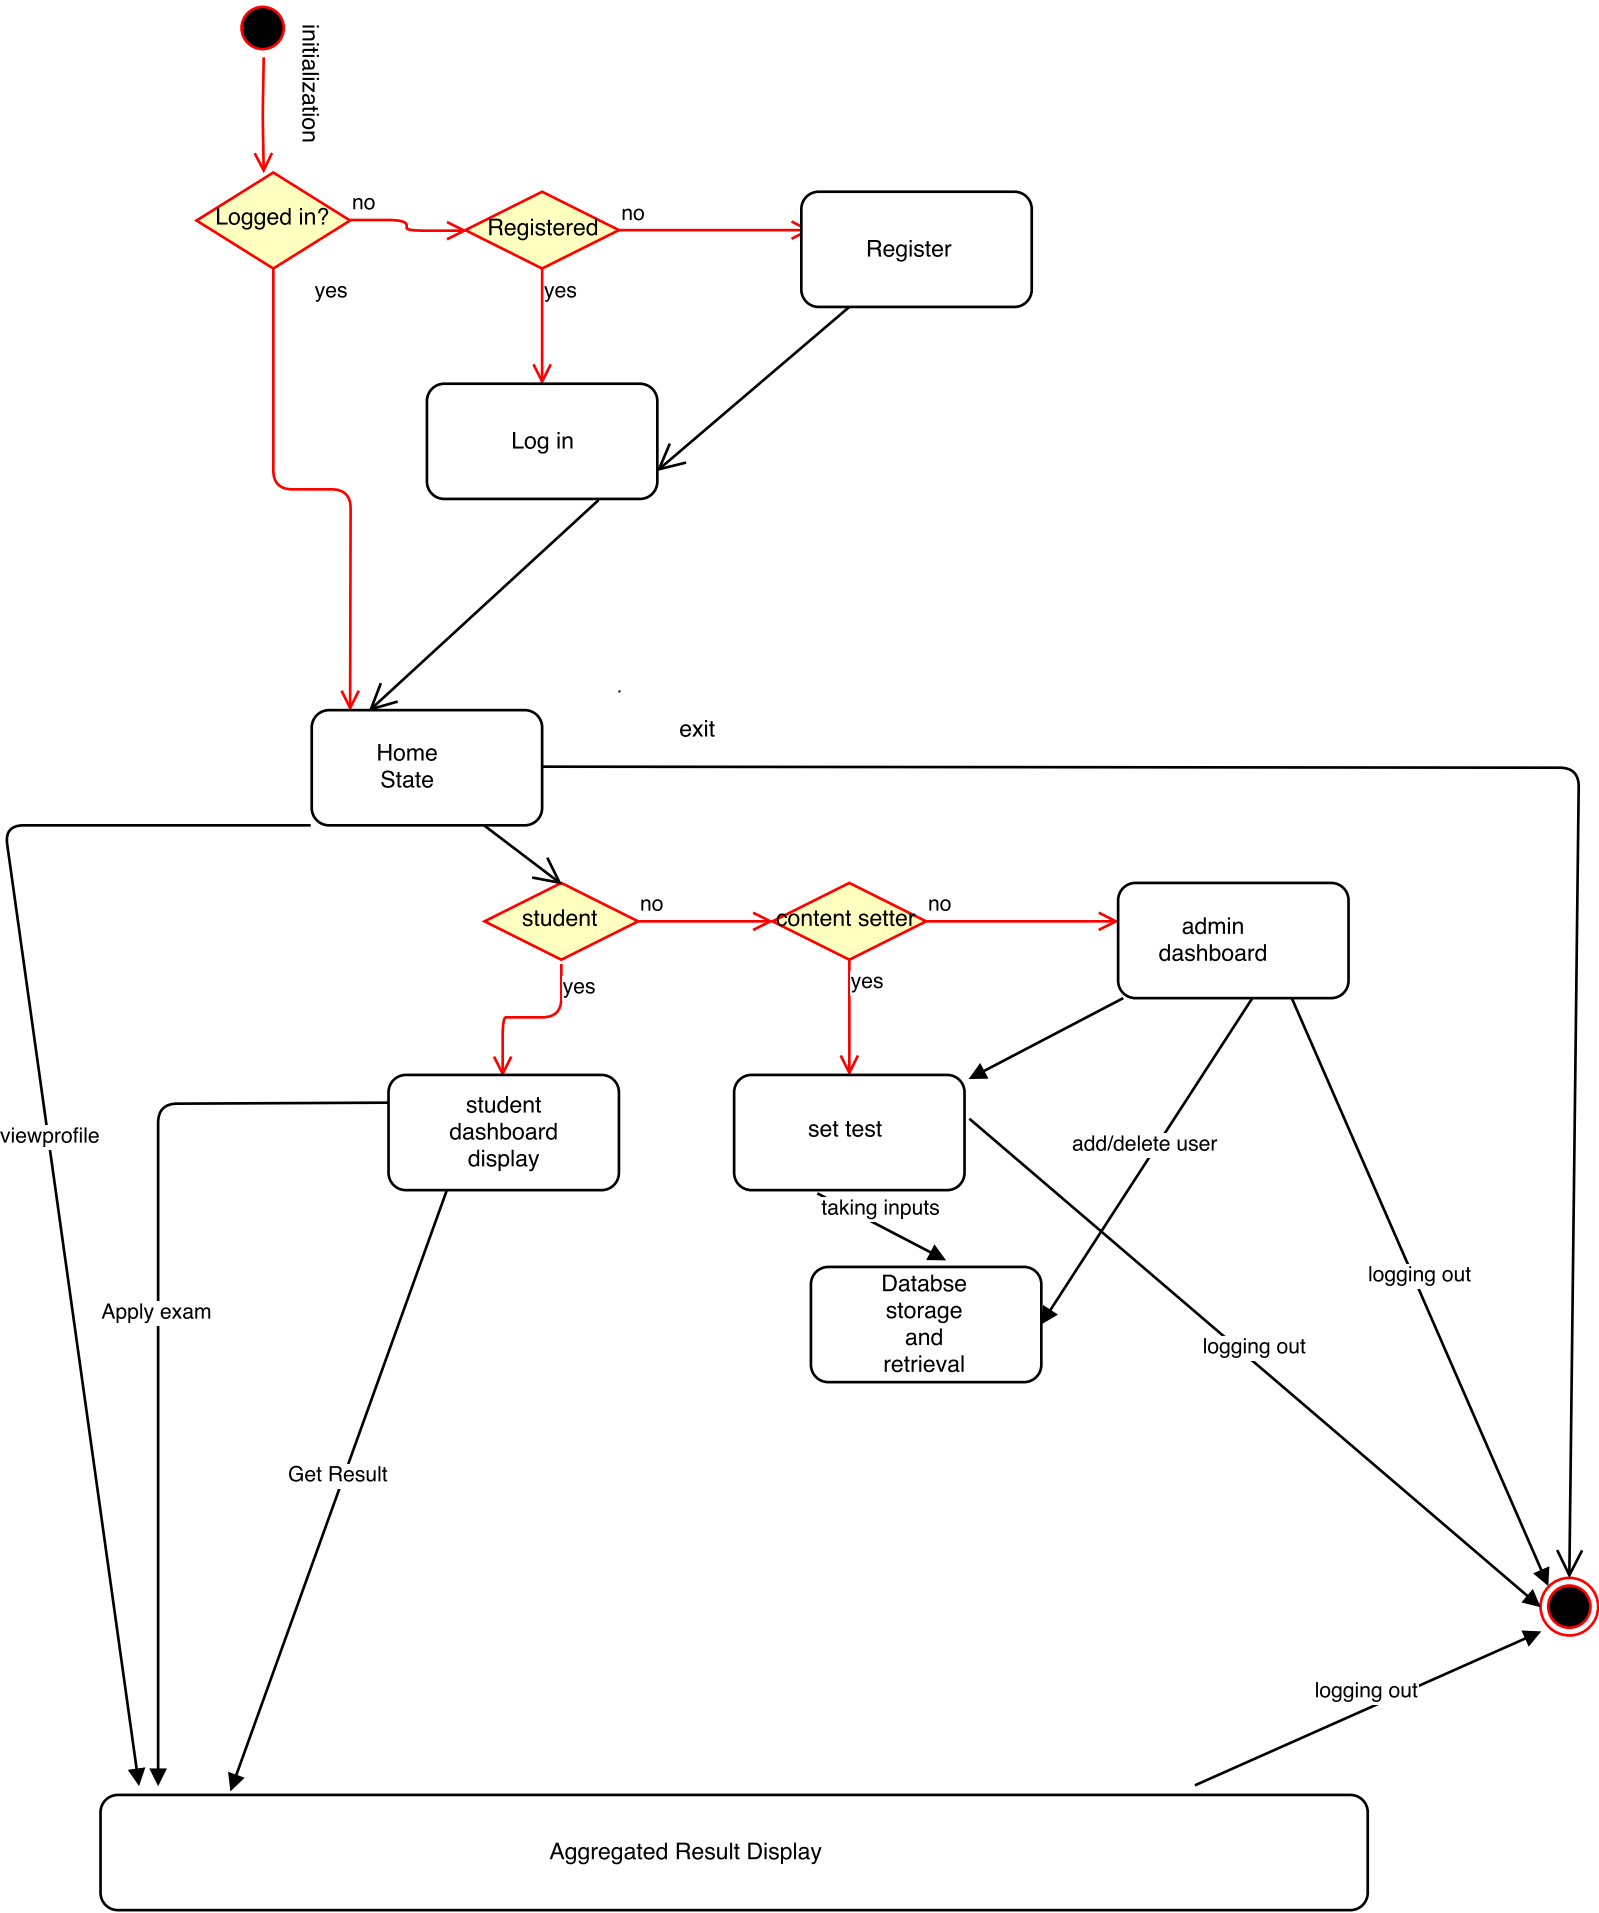 initialization
Logged in?
no
Registered
no
Register
yes
yes
Log in
exit
Home
State
student
no
content setter
no
admin
dashboard
yes
yes
student
dashboard
display
set test
viewprofile
add/delete user
taking inputs
Databse
storage
and
retrieval
logging out
Apply exam
logging out
Get Result
logging out
Aggregated Result Display